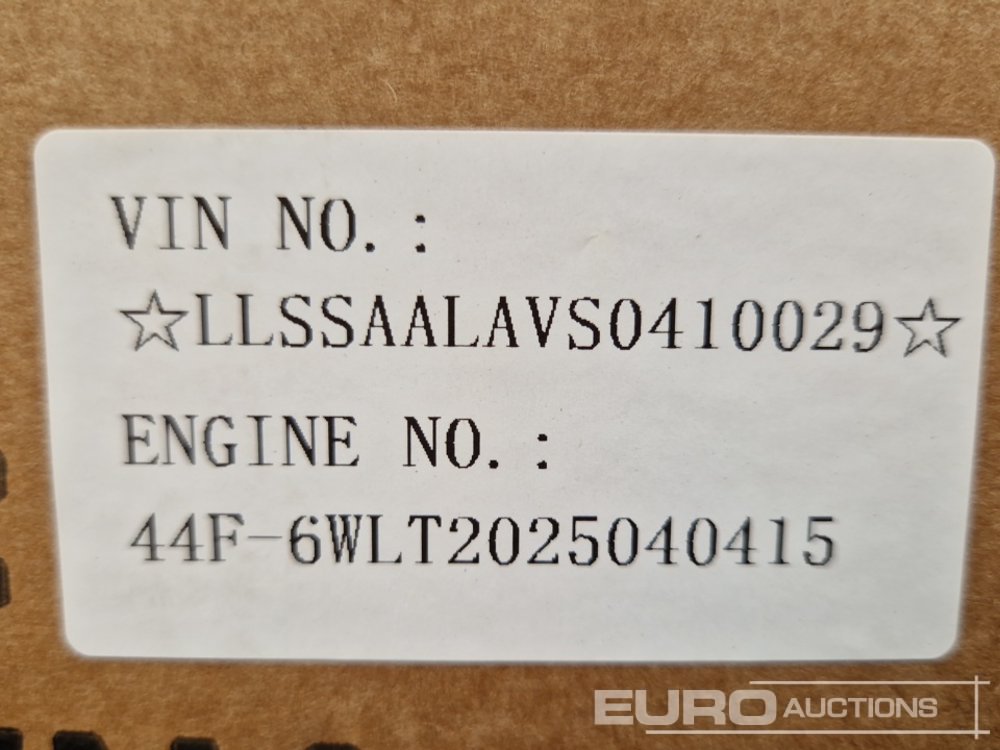 VIN NO.:
☆LLSSAALAVS0410029☆
ENGINE NO.:
44F-6WLT2025040415
EURO AUCTIONS